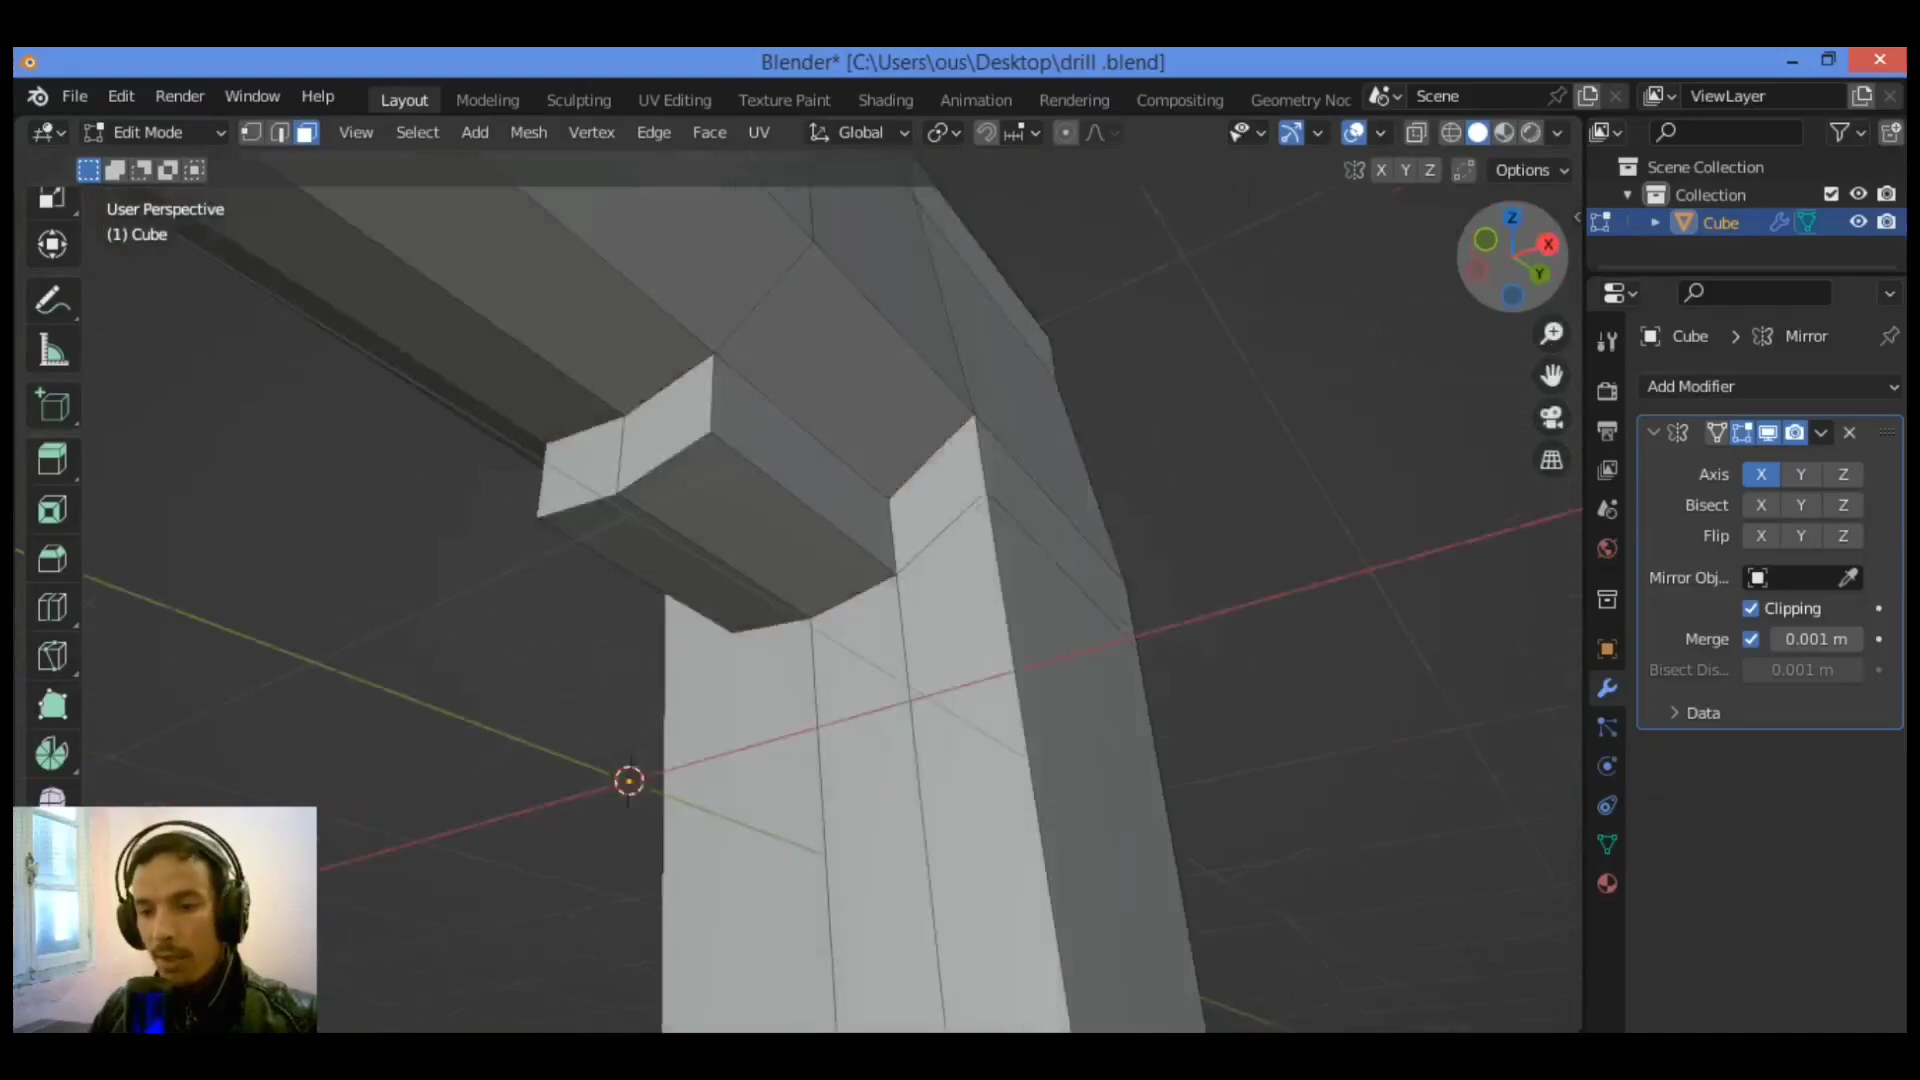 Blender* [C:\Users\ous\Desktop\drill .blend]
File Edit Render Window Help
Layout Modeling Sculpting UV Editing Texture Paint Shading Animation Rendering Compositing Geometry Noc
Scene
ViewLayer
Edit Mode
View Select Add Mesh Vertex Edge Face UV
Global
X Y Z
Options
User Perspective
(1) Cube
Z
X
Y
Scene Collection
Collection
Cube
Cube > Mirror
Add Modifier
Axis X Y Z
Bisect X Y Z
Flip X Y Z
Mirror Obj...
Clipping
Merge 0.001 m
Bisect Dis... 0.001 m
Data